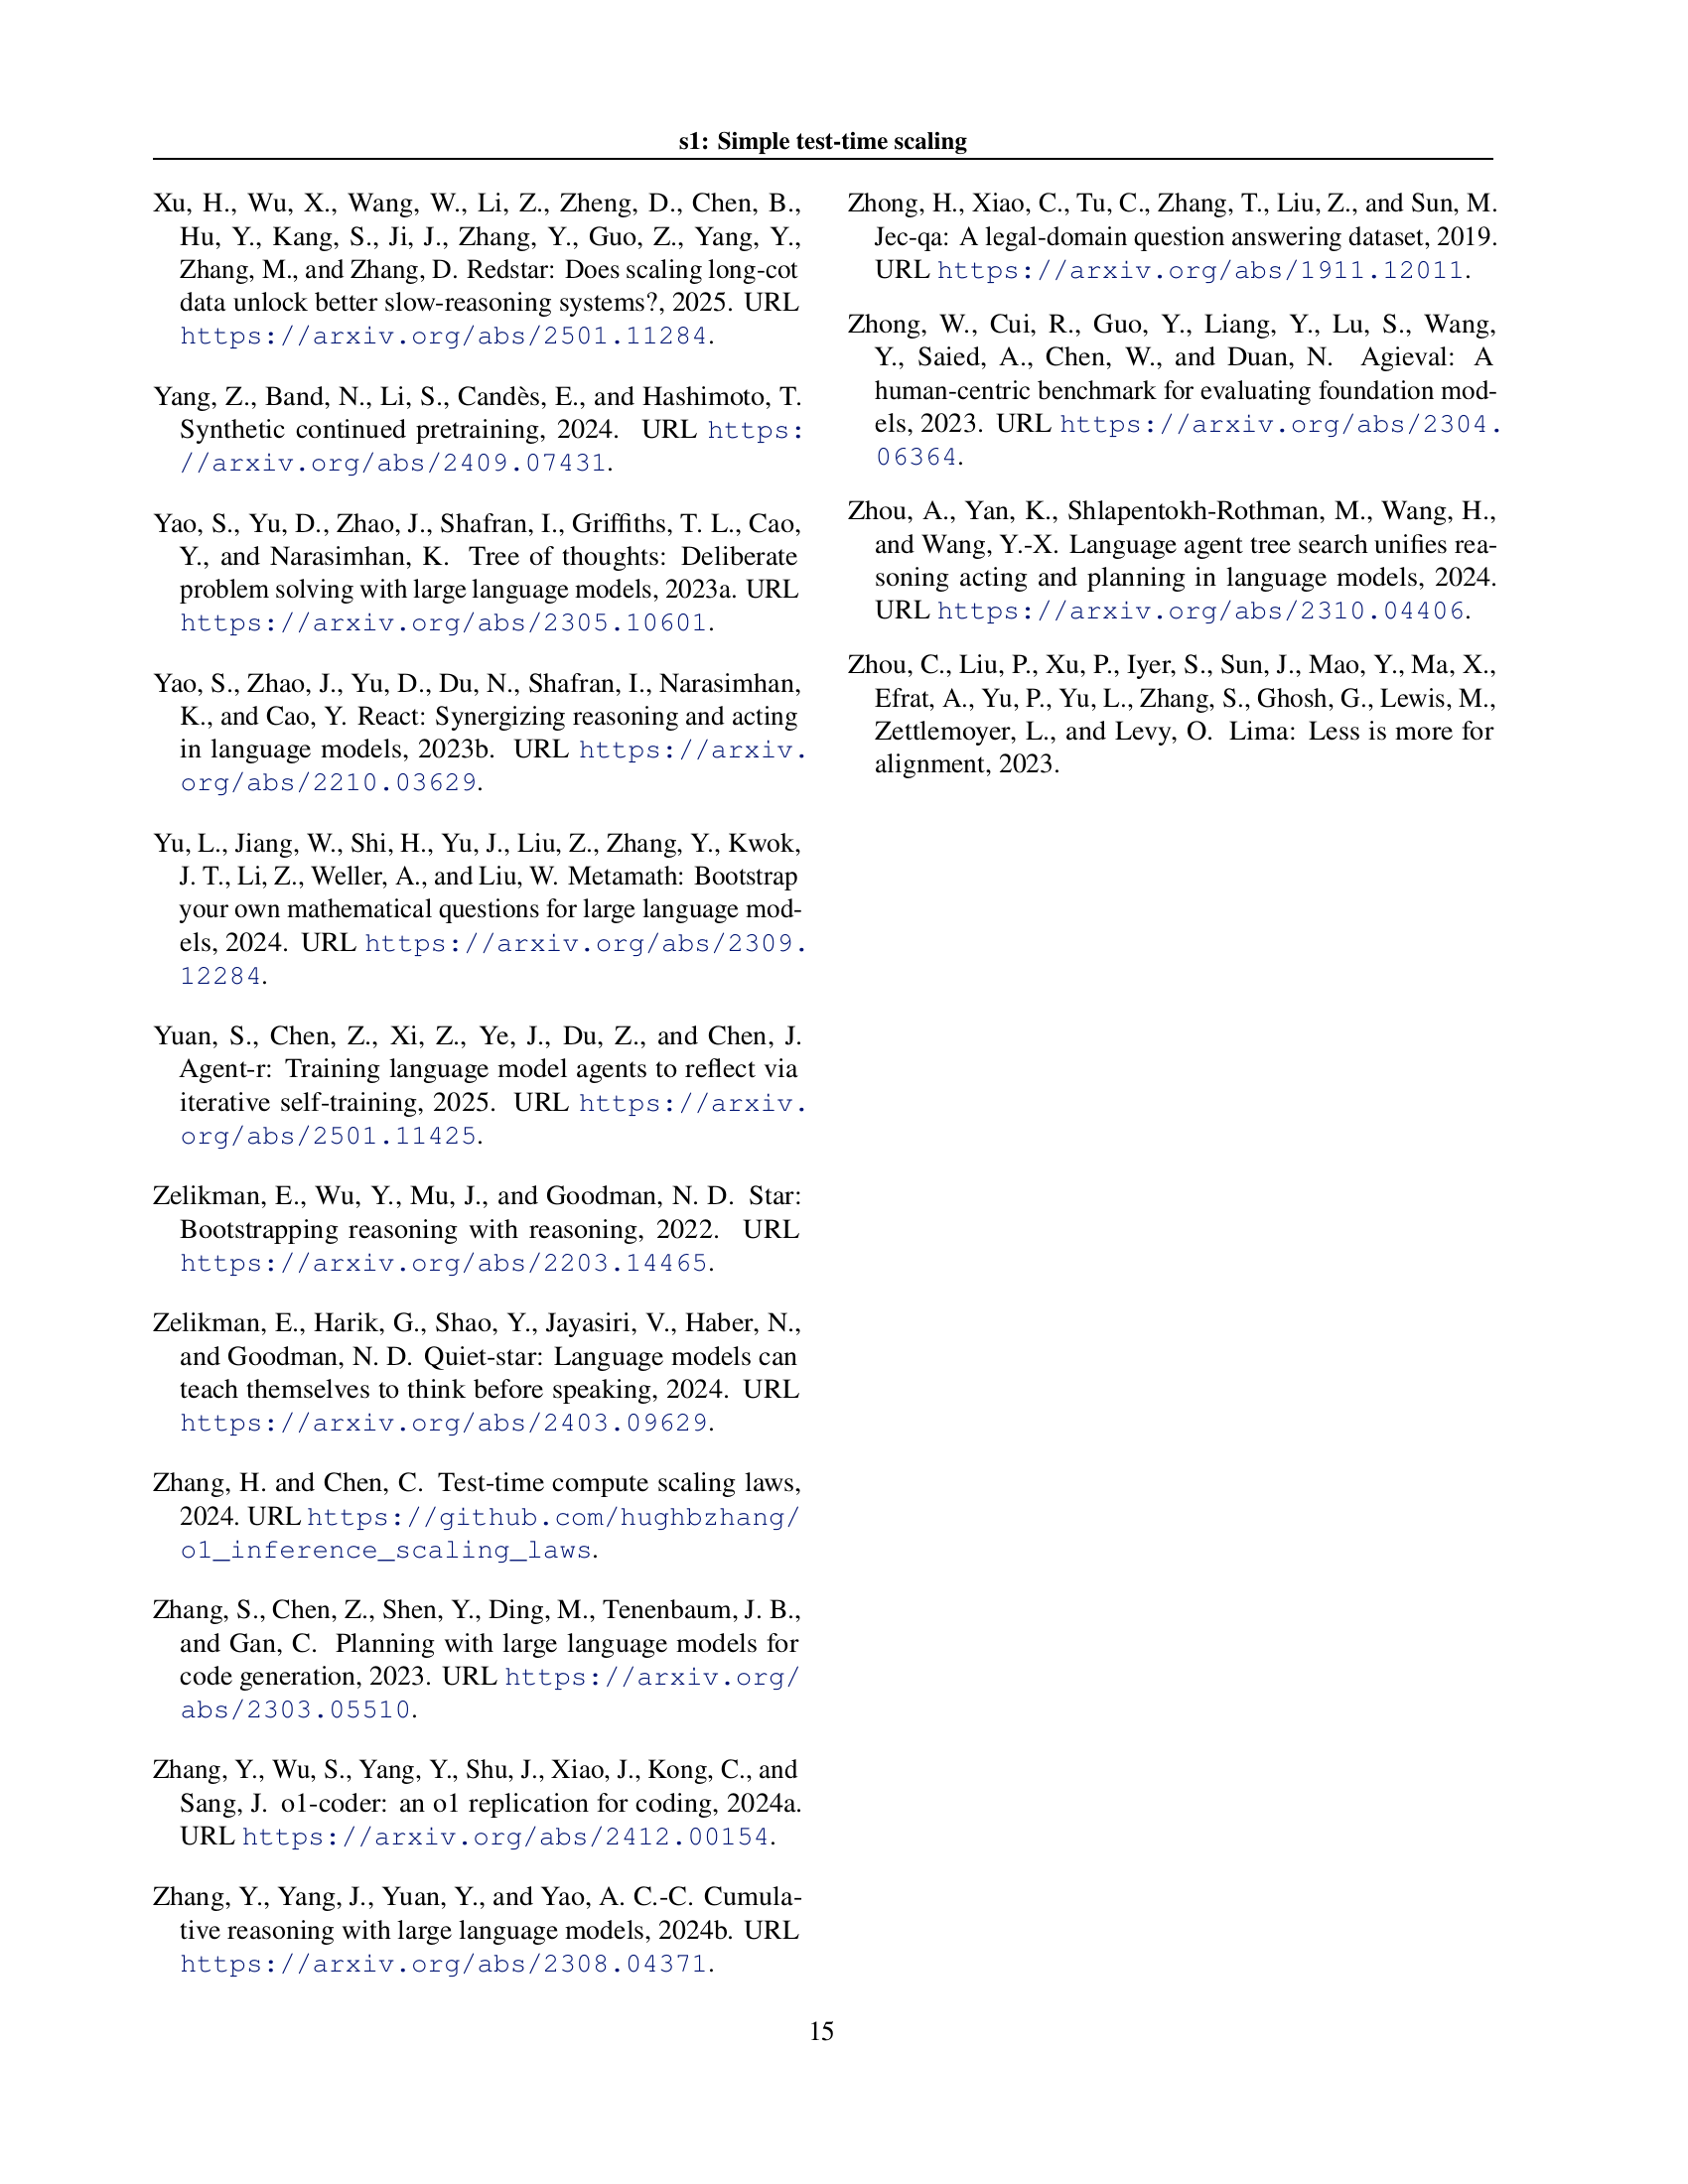 s1: Simple test-time scaling
Xu, H., Wu, X., Wang, W., Li, Z., Zheng, D., Chen, B.,
Hu, Y., Kang, S., Ji, J., Zhang, Y., Guo, Z., Yang, Y.,
Zhang, M., and Zhang, D. Redstar: Does scaling long-cot
data unlock better slow-reasoning systems?, 2025. URL
https://arxiv.org/abs/2501.11284.
Yang, Z., Band, N., Li, S., Candès, E., and Hashimoto, T.
Synthetic continued pretraining, 2024. URL https:
//arxiv.org/abs/2409.07431.
Yao, S., Yu, D., Zhao, J., Shafran, I., Griffiths, T. L., Cao,
Y., and Narasimhan, K. Tree of thoughts: Deliberate
problem solving with large language models, 2023a. URL
https://arxiv.org/abs/2305.10601.
Yao, S., Zhao, J., Yu, D., Du, N., Shafran, I., Narasimhan,
K., and Cao, Y. React: Synergizing reasoning and acting
in language models, 2023b. URL https://arxiv.
org/abs/2210.03629.
Yu, L., Jiang, W., Shi, H., Yu, J., Liu, Z., Zhang, Y., Kwok,
J. T., Li, Z., Weller, A., and Liu, W. Metamath: Bootstrap
your own mathematical questions for large language mod-
els, 2024. URL https://arxiv.org/abs/2309.
12284.
Yuan, S., Chen, Z., Xi, Z., Ye, J., Du, Z., and Chen, J.
Agent-r: Training language model agents to reflect via
iterative self-training, 2025. URL https://arxiv.
org/abs/2501.11425.
Zelikman, E., Wu, Y., Mu, J., and Goodman, N. D. Star:
Bootstrapping reasoning with reasoning, 2022. URL
https://arxiv.org/abs/2203.14465.
Zelikman, E., Harik, G., Shao, Y., Jayasiri, V., Haber, N.,
and Goodman, N. D. Quiet-star: Language models can
teach themselves to think before speaking, 2024. URL
https://arxiv.org/abs/2403.09629.
Zhang, H. and Chen, C. Test-time compute scaling laws,
2024. URL https://github.com/hughbzhang/
o1_inference_scaling_laws.
Zhang, S., Chen, Z., Shen, Y., Ding, M., Tenenbaum, J. B.,
and Gan, C. Planning with large language models for
code generation, 2023. URL https://arxiv.org/
abs/2303.05510.
Zhang, Y., Wu, S., Yang, Y., Shu, J., Xiao, J., Kong, C., and
Sang, J. o1-coder: an o1 replication for coding, 2024a.
URL https://arxiv.org/abs/2412.00154.
Zhang, Y., Yang, J., Yuan, Y., and Yao, A. C.-C. Cumula-
tive reasoning with large language models, 2024b. URL
https://arxiv.org/abs/2308.04371.
Zhong, H., Xiao, C., Tu, C., Zhang, T., Liu, Z., and Sun, M.
Jec-qa: A legal-domain question answering dataset, 2019.
URL https://arxiv.org/abs/1911.12011.
Zhong, W., Cui, R., Guo, Y., Liang, Y., Lu, S., Wang,
Y., Saied, A., Chen, W., and Duan, N. Agieval: A
human-centric benchmark for evaluating foundation mod-
els, 2023. URL https://arxiv.org/abs/2304.
06364.
Zhou, A., Yan, K., Shlapentokh-Rothman, M., Wang, H.,
and Wang, Y.-X. Language agent tree search unifies rea-
soning acting and planning in language models, 2024.
URL https://arxiv.org/abs/2310.04406.
Zhou, C., Liu, P., Xu, P., Iyer, S., Sun, J., Mao, Y., Ma, X.,
Efrat, A., Yu, P., Yu, L., Zhang, S., Ghosh, G., Lewis, M.,
Zettlemoyer, L., and Levy, O. Lima: Less is more for
alignment, 2023.
15